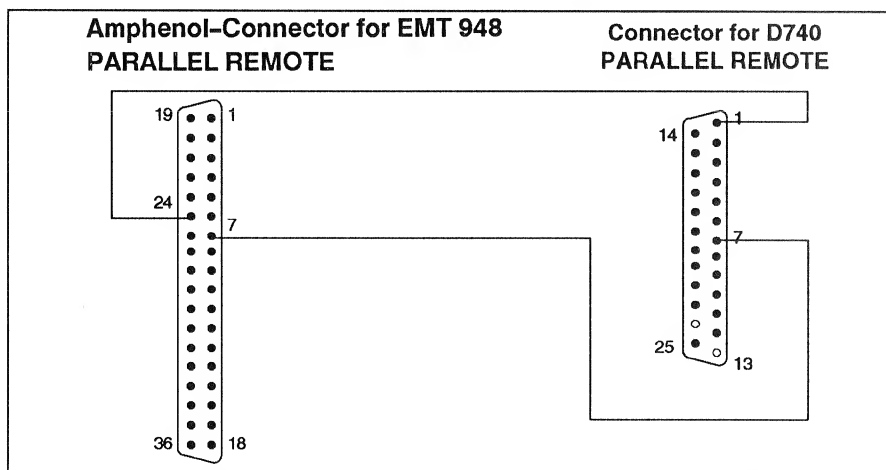 Amphenol–Connector for EMT 948
PARALLEL REMOTE
Connector for D740
PARALLEL REMOTE
19
1
24
7
36
18
14
1
7
25
13